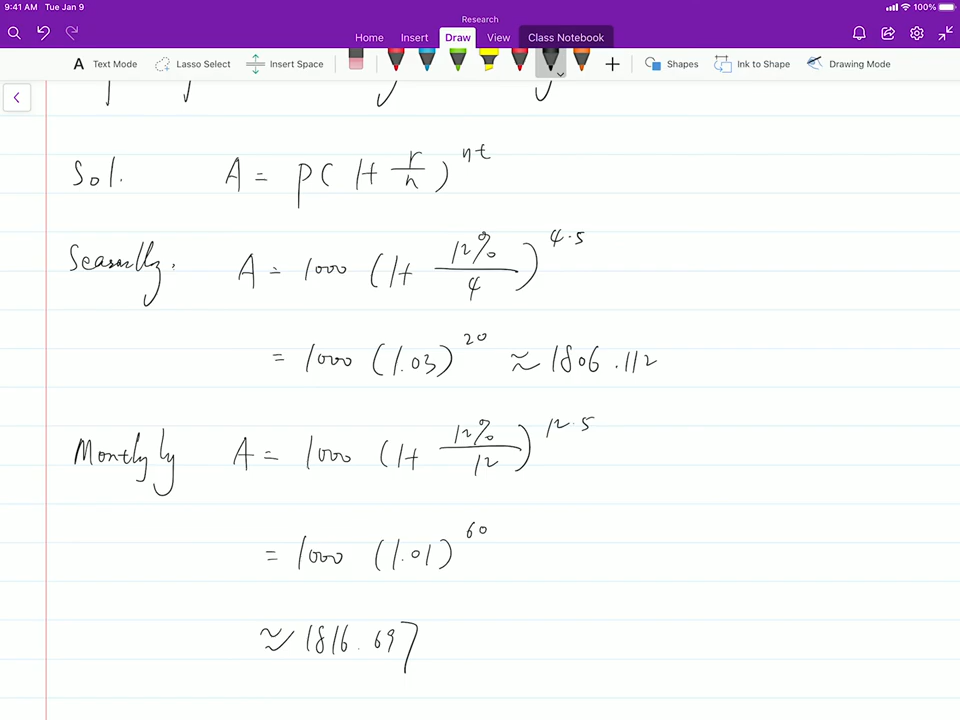 9:41 AM Tue Jan 9
100%
Research
Home Insert Draw View Class Notebook
Text Mode Lasso Select Insert Space + Shapes Ink to Shape Drawing Mode
Sol. A = P(1+r/n)^nt
A = 1000 (1+12%/4)^4·5
= 1000 (1.03)^20 ≈ 1806.112
Montlyly A = 1000 (1+12%/12)^12·5
= 1000 (1.01)^60
≈ 1816.697